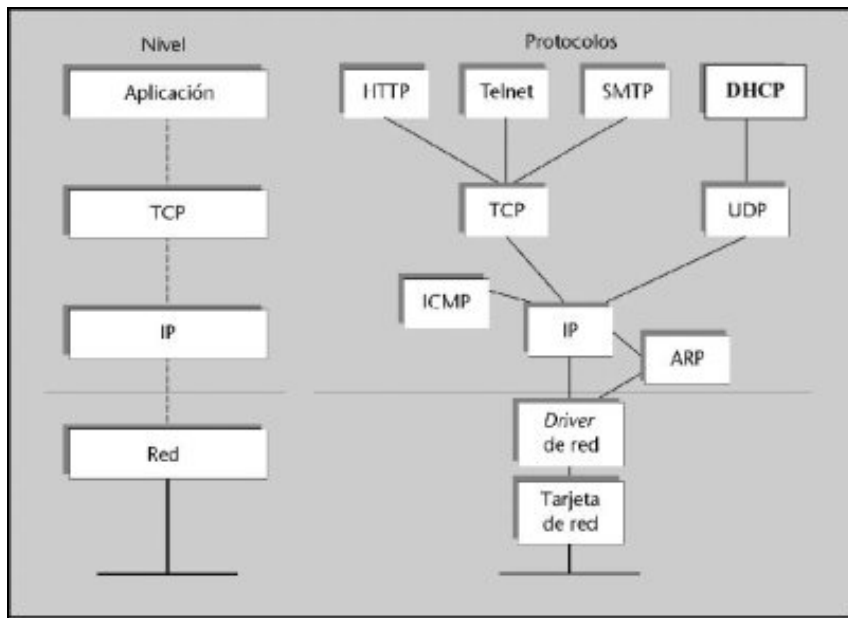 Nivel
Protocolos
Aplicación
HTTP
Telnet
SMTP
DHCP
TCP
TCP
UDP
ICMP
IP
IP
ARP
Red
Driver
de red
Tarjeta
de red